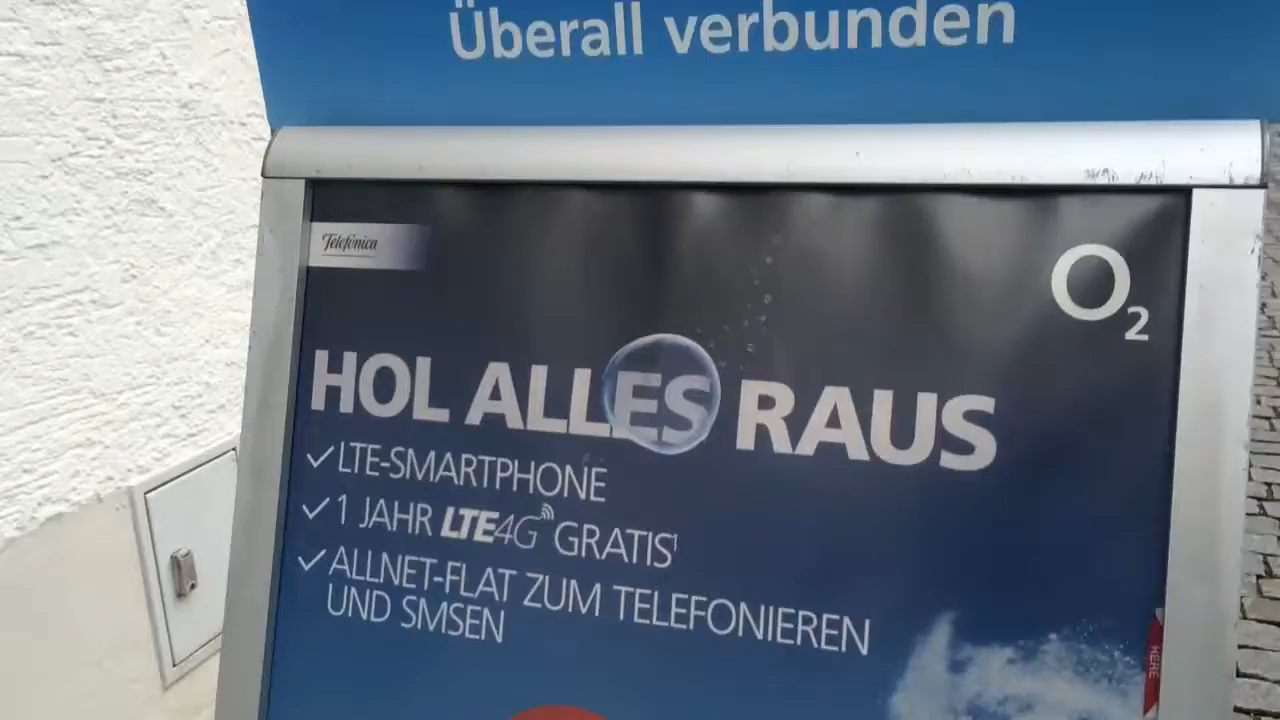 Überall verbunden
Telefónica
O2
HOL ALLES RAUS
✓LTE-SMARTPHONE
✓1 JAHR LTE4G GRATIS¹
✓ALLNET-FLAT ZUM TELEFONIEREN
UND SMSEN
HERE